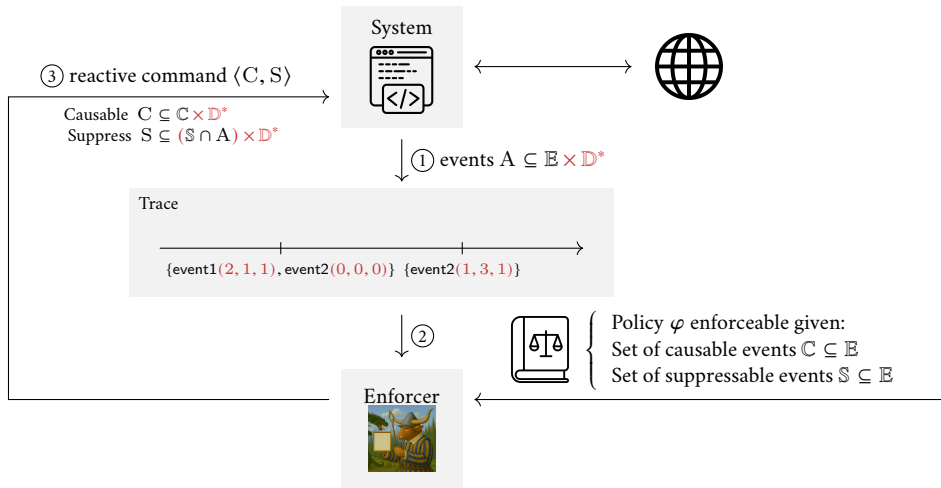 System
③ reactive command ⟨C, S⟩
Causable C ⊆ ℂ × 𝔻*
Suppress S ⊆ (𝕊 ∩ A) × 𝔻*
</>
① events A ⊆ 𝔼 × 𝔻*
Trace
{event1(2, 1, 1), event2(0, 0, 0)} {event2(1, 3, 1)}
②
Policy φ enforceable given:
Set of causable events ℂ ⊆ 𝔼
Set of suppressable events 𝕊 ⊆ 𝔼
Enforcer